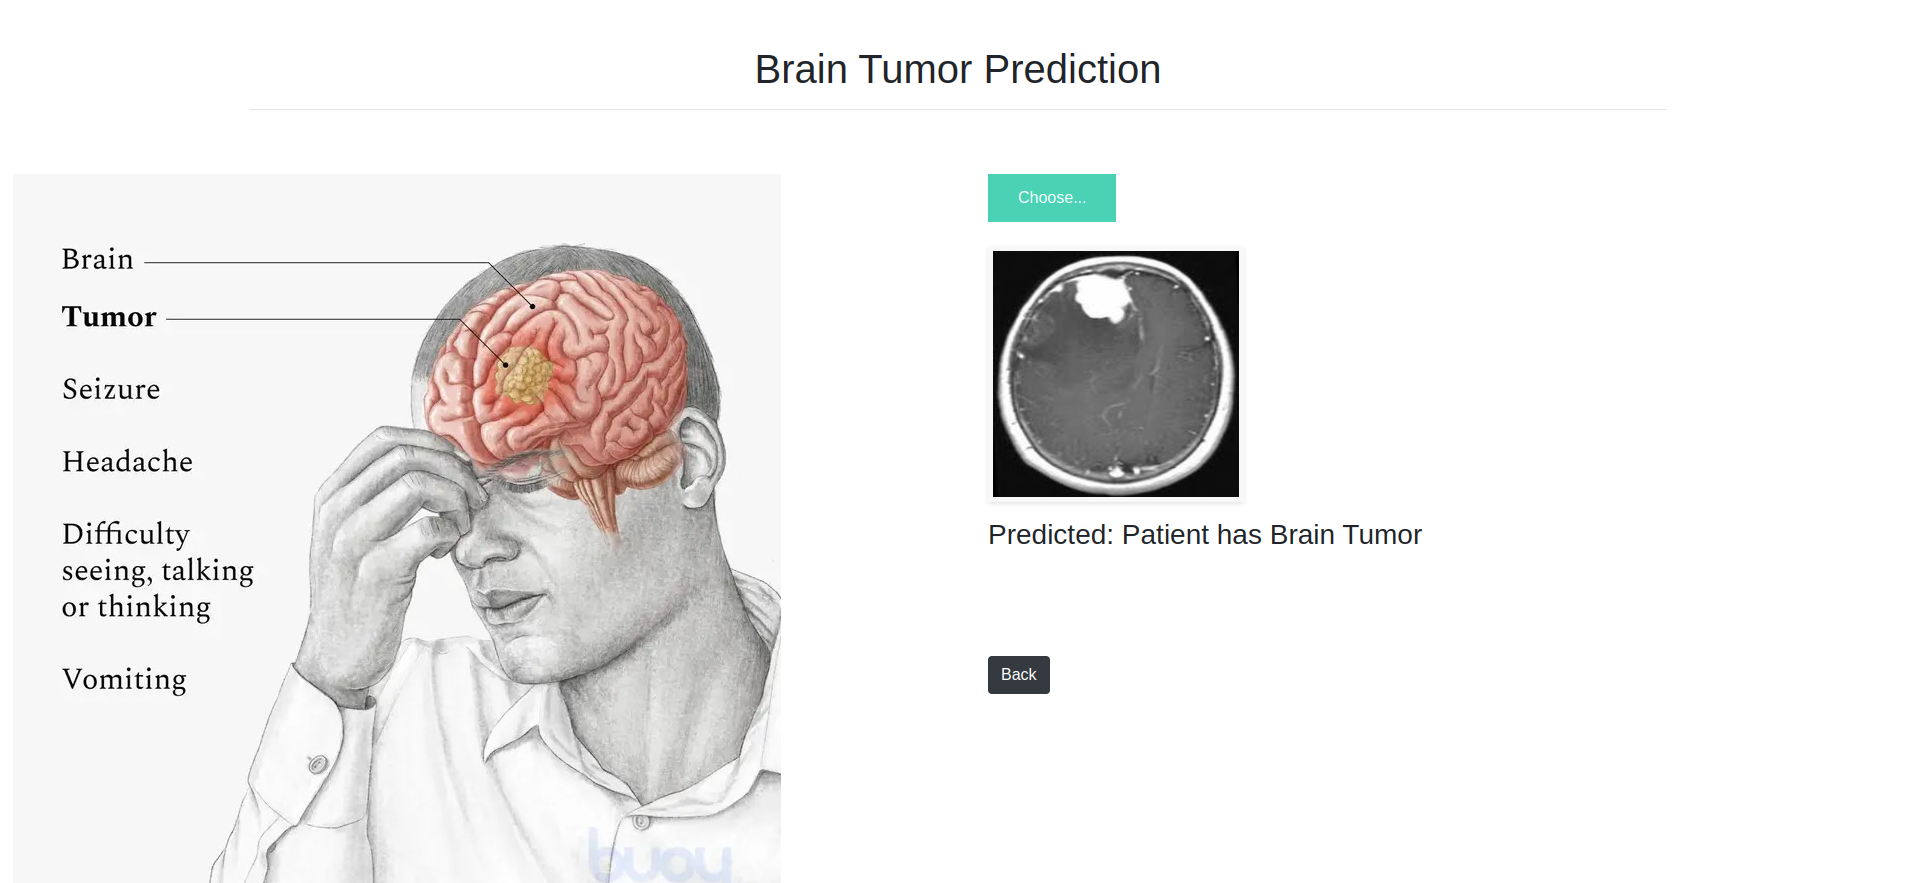 Brain Tumor Prediction
Brain
Tumor
Seizure
Headache
Difficulty
seeing, talking
or thinking
Vomiting
buoy
Choose...
Predicted: Patient has Brain Tumor
Back